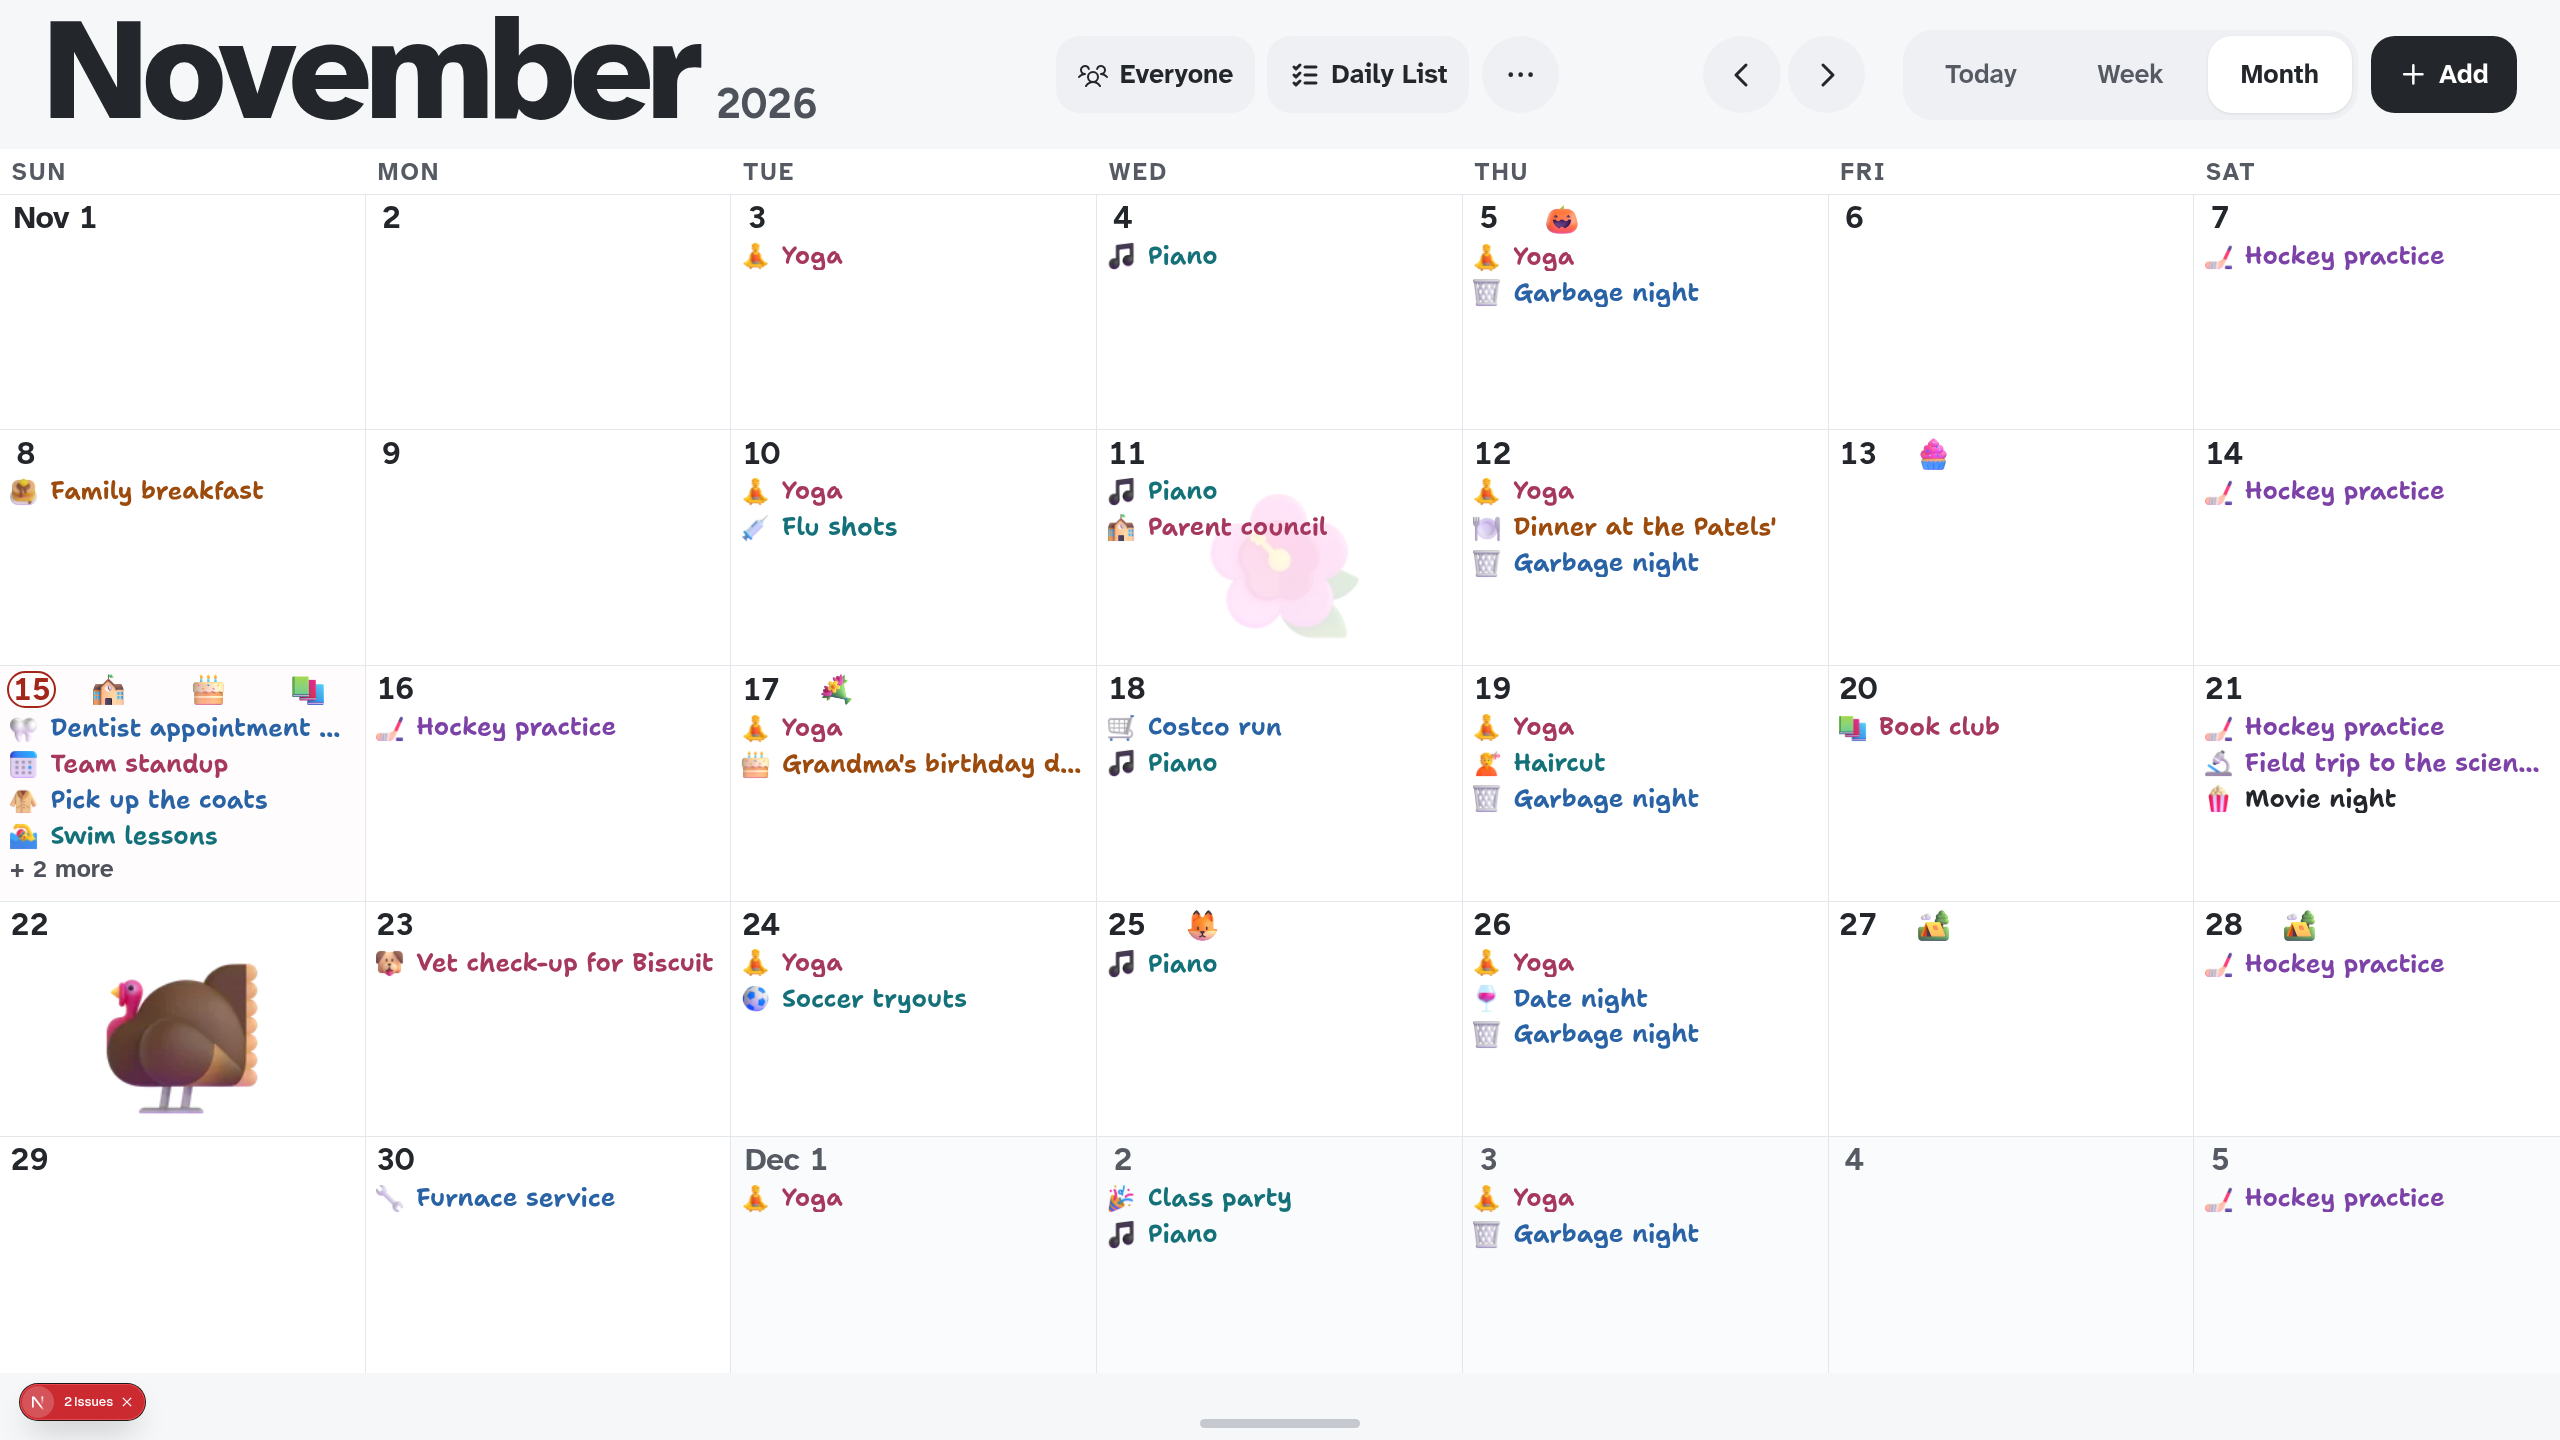 November 2026
Everyone
Daily List
Today
Week
Month
Add
SUN
MON
TUE
WED
THU
FRI
SAT
Nov 1
2
3
Yoga
4
Piano
5
Yoga
Garbage night
6
7
Hockey practice
8
Family breakfast
9
10
Yoga
Flu shots
11
Piano
Parent council
12
Yoga
Dinner at the Patels'
Garbage night
13
14
Hockey practice
15
Dentist appointment ...
Team standup
Pick up the coats
Swim lessons
+ 2 more
16
Hockey practice
17
Yoga
Grandma's birthday d...
18
Costco run
Piano
19
Yoga
Haircut
Garbage night
20
Book club
21
Hockey practice
Field trip to the scien...
Movie night
22
23
Vet check-up for Biscuit
24
Yoga
Soccer tryouts
25
Piano
26
Yoga
Date night
Garbage night
27
28
Hockey practice
29
30
Furnace service
Dec 1
Yoga
2
Class party
Piano
3
Yoga
Garbage night
4
5
Hockey practice
N 2 Issues